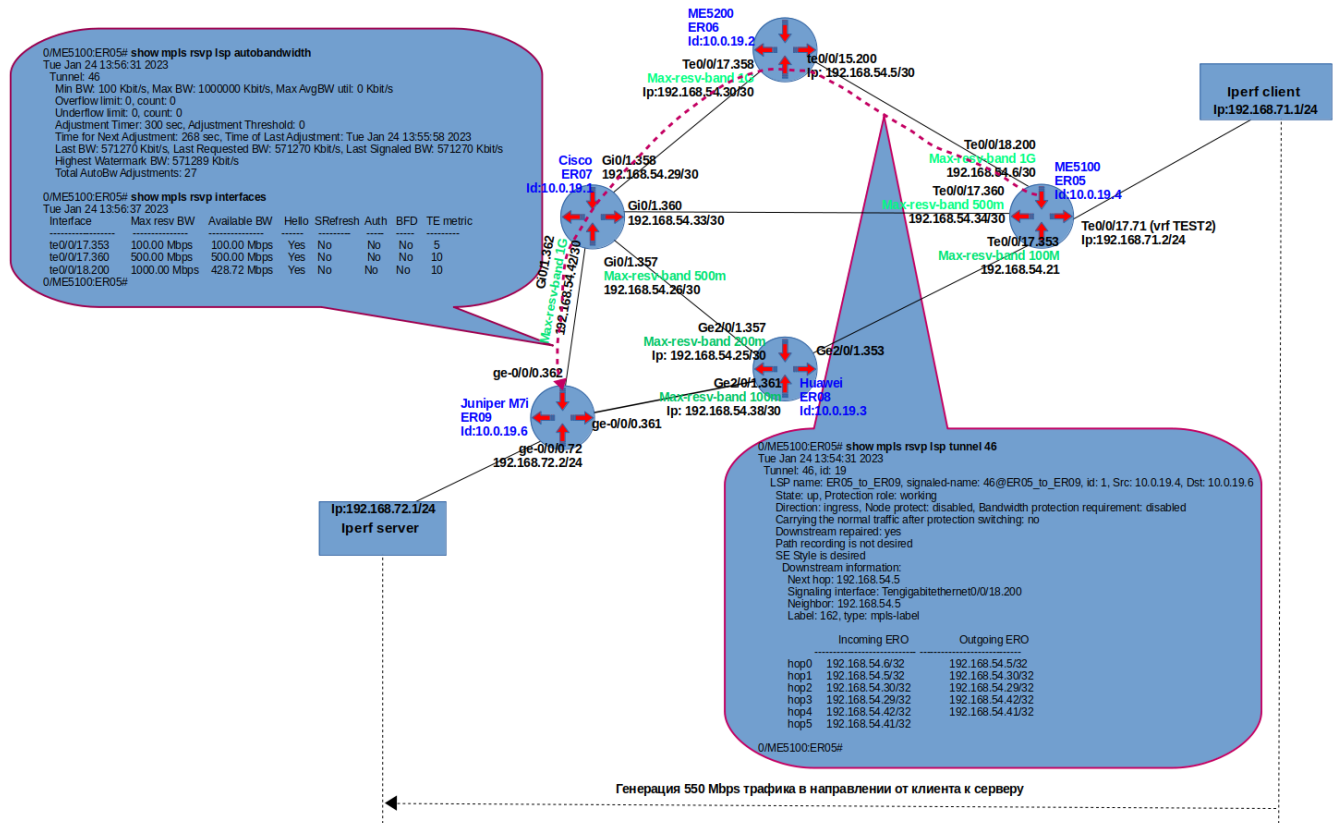 ME5200
ER06
Id:10.0.19.2
Te0/0/17.358
Max-resv-band 1G
Ip:192.168.54.30/30
te0/0/15.200
Ip: 192.168.54.5/30
0/ME5100:ER05# show mpls rsvp lsp autobandwidth
Tue Jan 24 13:56:31 2023
Tunnel: 46
Min BW: 100 Kbit/s, Max BW: 1000000 Kbit/s, Max AvgBW util: 0 Kbit/s
Overflow limit: 0, count: 0
Underflow limit: 0, count: 0
Adjustment Timer: 300 sec, Adjustment Threshold: 0
Time for Next Adjustment: 268 sec, Time of Last Adjustment: Tue Jan 24 13:55:58 2023
Last BW: 571270 Kbit/s, Last Requested BW: 571270 Kbit/s, Last Signaled BW: 571270 Kbit/s
Highest Watermark BW: 571289 Kbit/s
Total AutoBw Adjustments: 27
0/ME5100:ER05# show mpls rsvp interfaces
Tue Jan 24 13:56:37 2023
Interface Max resv BW Available BW Hello SRefresh Auth BFD TE metric
te0/0/17.353 100.00 Mbps 100.00 Mbps Yes No No No 5
te0/0/17.360 500.00 Mbps 500.00 Mbps Yes No No No 10
te0/0/18.200 1000.00 Mbps 428.72 Mbps Yes No No No 10
0/ME5100:ER05#
Iperf client
Ip:192.168.71.1/24
Te0/0/18.200
Max-resv-band 1G
192.168.54.6/30
ME5100
ER05
Id:10.0.19.4
Te0/0/17.360
Max-resv-band 500m
192.168.54.34/30
Te0/0/17.71 (vrf TEST2)
Ip:192.168.71.2/24
Te0/0/17.353
Max-resv-band 100M
192.168.54.21
Cisco
ER07
Id:10.0.19.1
Gi0/1.358
192.168.54.29/30
Gi0/1.360
192.168.54.33/30
Gi0/1.357
Max-resv-band 500m
192.168.54.26/30
Gi0/1.362
Max-resv-band 1G
192.168.54.42/30
Ge2/0/1.357
Max-resv-band 200m
Ip: 192.168.54.25/30
Ge2/0/1.353
Ge2/0/1.361
Max-resv-band 100m
Ip: 192.168.54.38/30
Huawei
ER08
Id:10.0.19.3
ge-0/0/0.362
Juniper M7i
ER09
Id:10.0.19.6
ge-0/0/0.361
ge-0/0/0.72
192.168.72.2/24
Ip:192.168.72.1/24
Iperf server
0/ME5100:ER05# show mpls rsvp lsp tunnel 46
Tue Jan 24 13:54:31 2023
Tunnel: 46, id: 19
LSP name: ER05_to_ER09, signaled-name: 46@ER05_to_ER09, id: 1, Src: 10.0.19.4, Dst: 10.0.19.6
State: up, Protection role: working
Direction: ingress, Node protect: disabled, Bandwidth protection requirement: disabled
Carrying the normal traffic after protection switching: no
Downstream repaired: yes
Path recording is not desired
SE Style is desired
Downstream information:
Next hop: 192.168.54.5
Signaling interface: Tengigabitethernet0/0/18.200
Neighbor: 192.168.54.5
Label: 162, type: mpls-label
Incoming ERO Outgoing ERO
hop0 192.168.54.6/32 192.168.54.5/32
hop1 192.168.54.5/32 192.168.54.30/32
hop2 192.168.54.30/32 192.168.54.29/32
hop3 192.168.54.29/32 192.168.54.42/32
hop4 192.168.54.42/32 192.168.54.41/32
hop5 192.168.54.41/32
0/ME5100:ER05#
Генерация 550 Mbps трафика в направлении от клиента к серверу